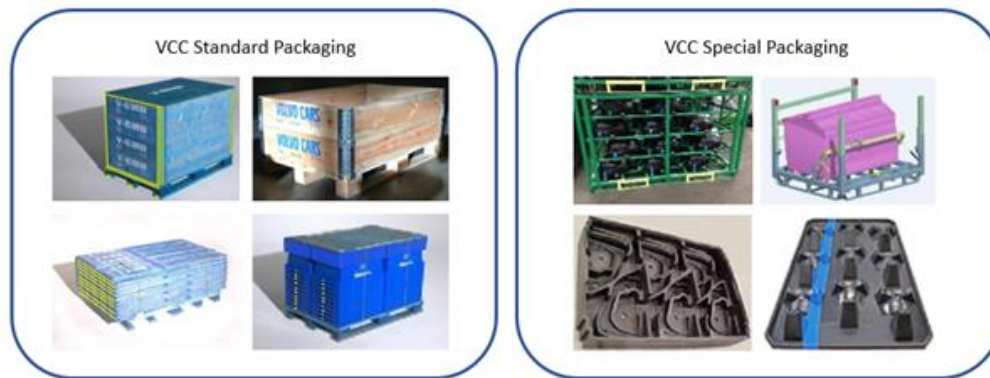 VCC Standard Packaging
VCC Special Packaging
VOLVO CARS
VOLVO CARS